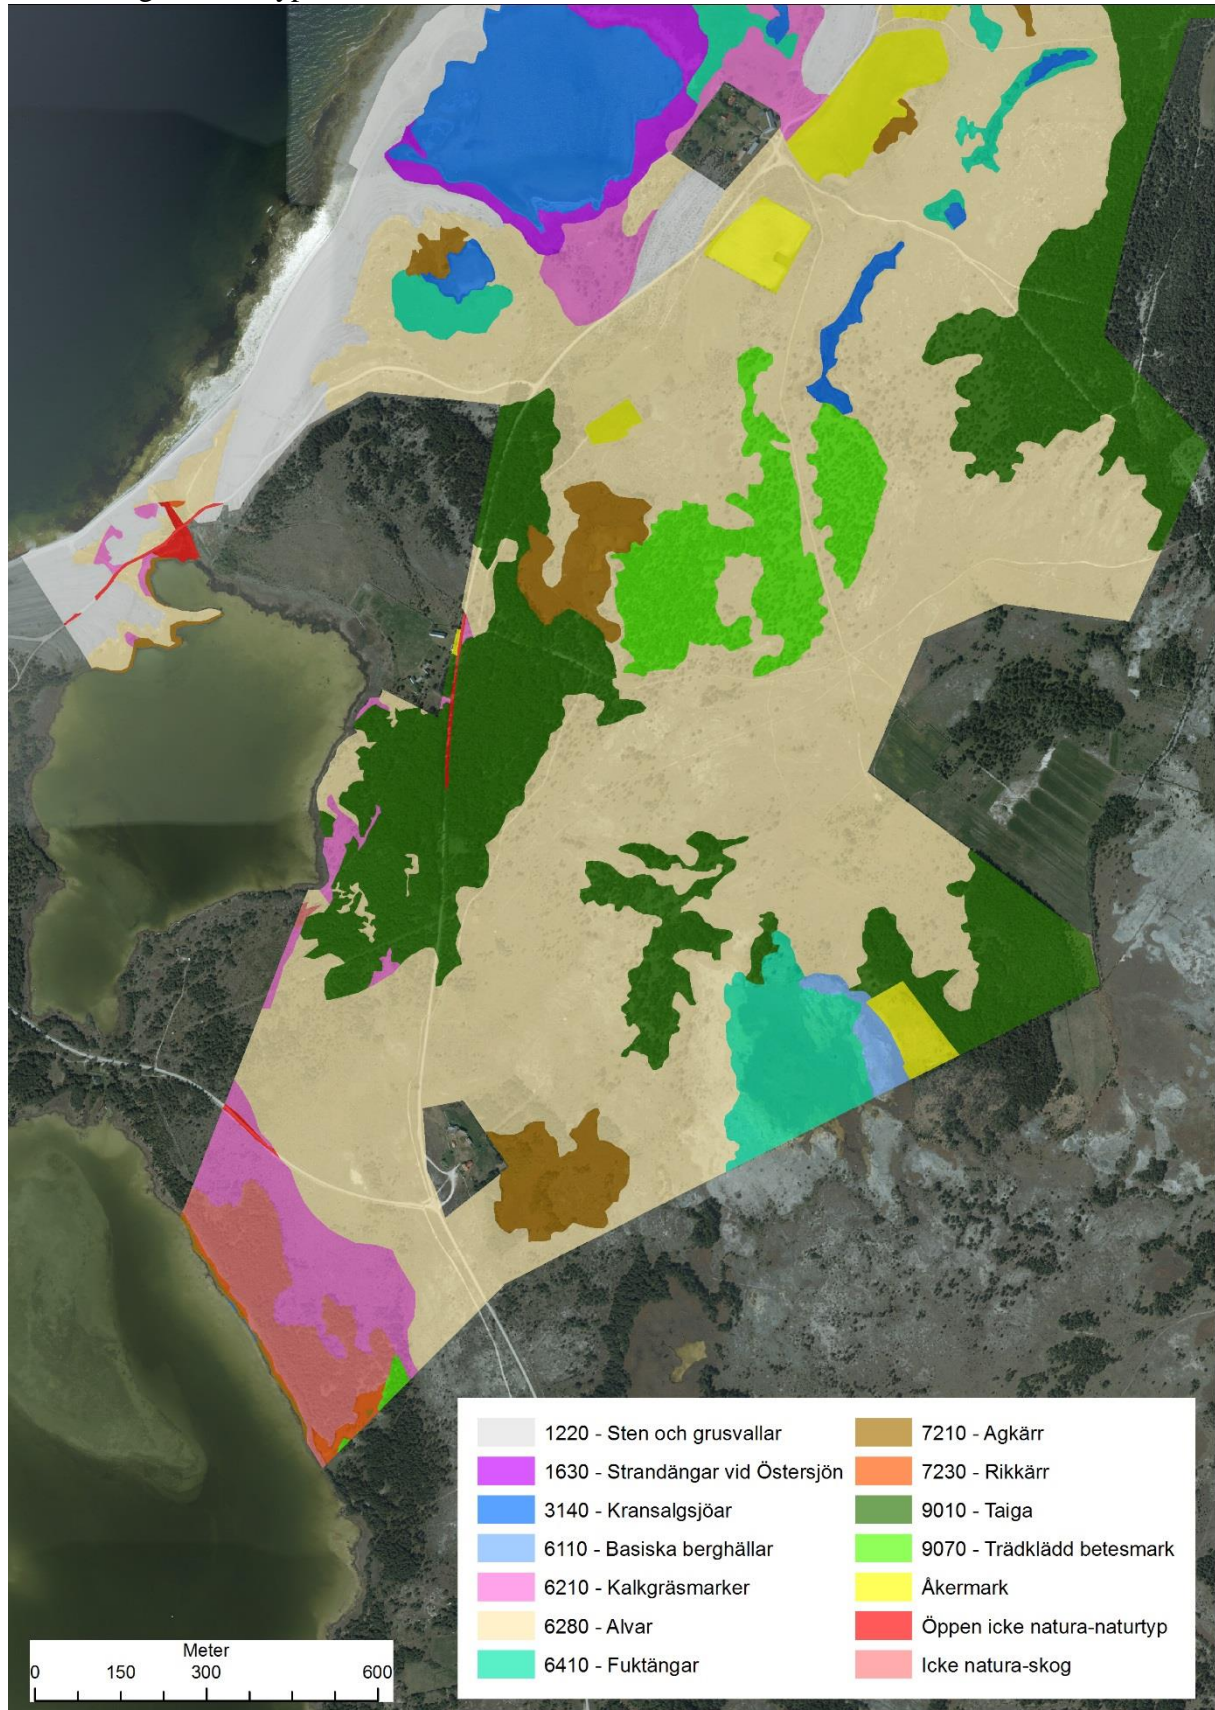 Meter
0 150 300 600
1220 - Sten och grusvallar
1630 - Strandängar vid Östersjön
3140 - Kransalgsjöar
6110 - Basiska berghällar
6210 - Kalkgräsmarker
6280 - Alvar
6410 - Fuktängar
7210 - Agkärr
7230 - Rikkärr
9010 - Taiga
9070 - Trädklädd betesmark
Åkermark
Öppen icke natura-naturtyp
Icke natura-skog